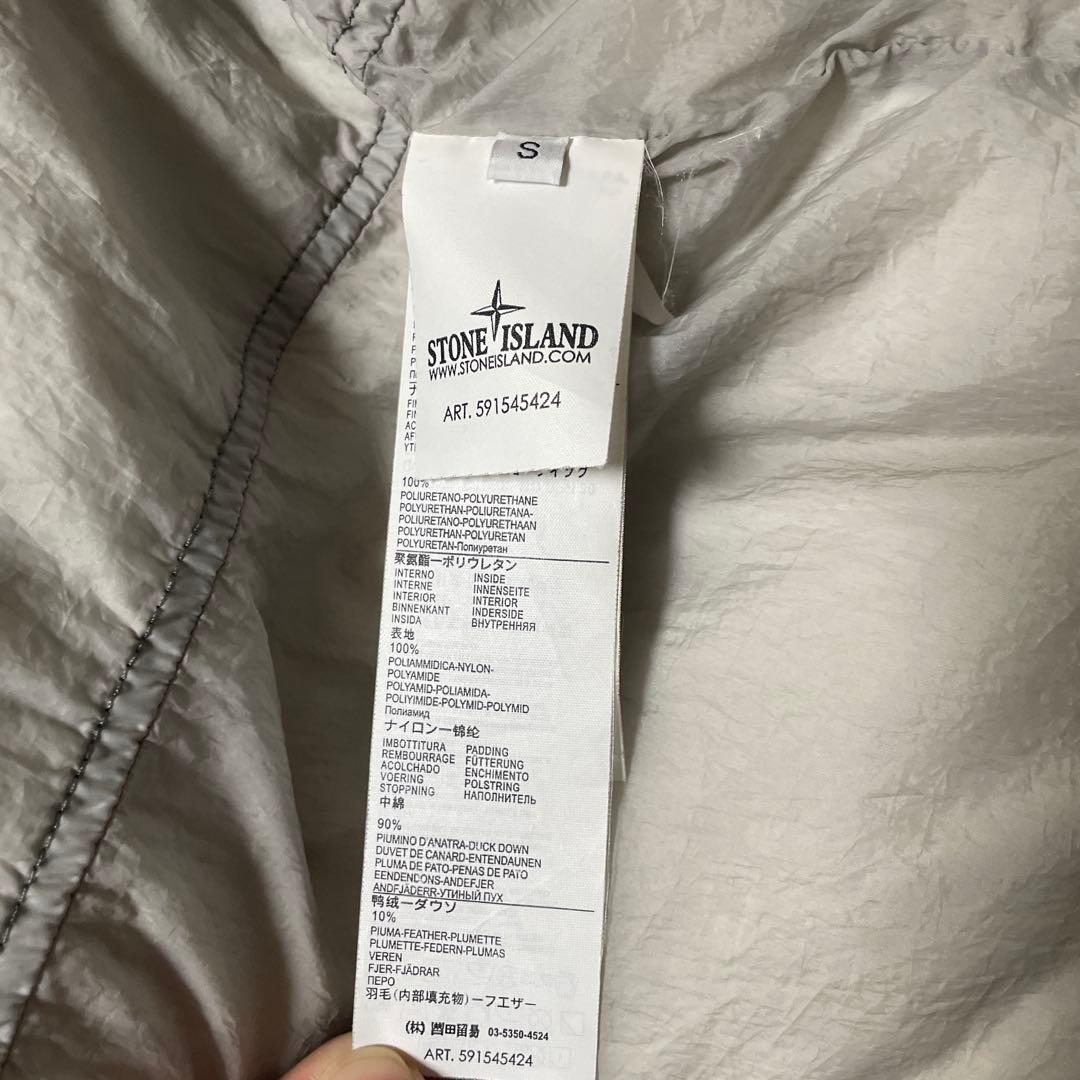 S
STONE ISLAND
WWW.STONEISLAND.COM
ART. 591545424
100%
POLIURETANO-POLYURETHANE
POLYURETHAN-POLIURETANA-
POLIURETANO-POLYURETHAAN
POLYURETHAN-POLYURETAN
POLYURETAN-Полиуретан
聚氨酯ーポリウレタン
INTERNO INSIDE
INTERNE INNENSEITE
INTERIOR INTERIOR
BINNENKANT INDERSIDE
INSIDA ВНУТРЕННЯЯ
表地
100%
POLIAMMIDICA-NYLON-
POLYAMIDE
POLYAMID-POLIAMIDA-
POLIYIMIDE-POLYMID-POLYMID
Полиамид
ナイロンー锦纶
IMBOTTITURA PADDING
REMBOURRAGE FÜTTERUNG
ACOLCHADO ENCHIMENTO
VOERING POLSTRING
STOPPNING НАПОЛНИТЕЛЬ
中綿
90%
PIUMINO D'ANATRA-DUCK DOWN
DUVET DE CANARD-ENTENDAUNEN
PLUMA DE PATO-PENAS DE PATO
EENDENDONS-ANDEFJER
ANDFJÄDERR-УТИНЫЙ ПУХ
鸭绒ーダウソ
10%
PIUMA-FEATHER-PLUMETTE
PLUMETTE-FEDERN-PLUMAS
VEREN
FJER-FJÄDRAR
ПЕРО
羽毛(内部填充物)ーフエザー
(株) 田留易 03-5350-4524
ART. 591545424